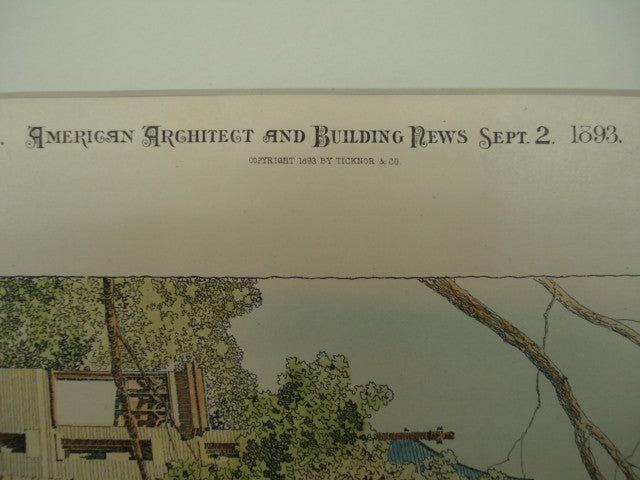 . AMERICAN ARCHITECT AND BUILDING NEWS SEPT. 2. 1893.
COPYRIGHT 1893 BY TICKNOR & CO.